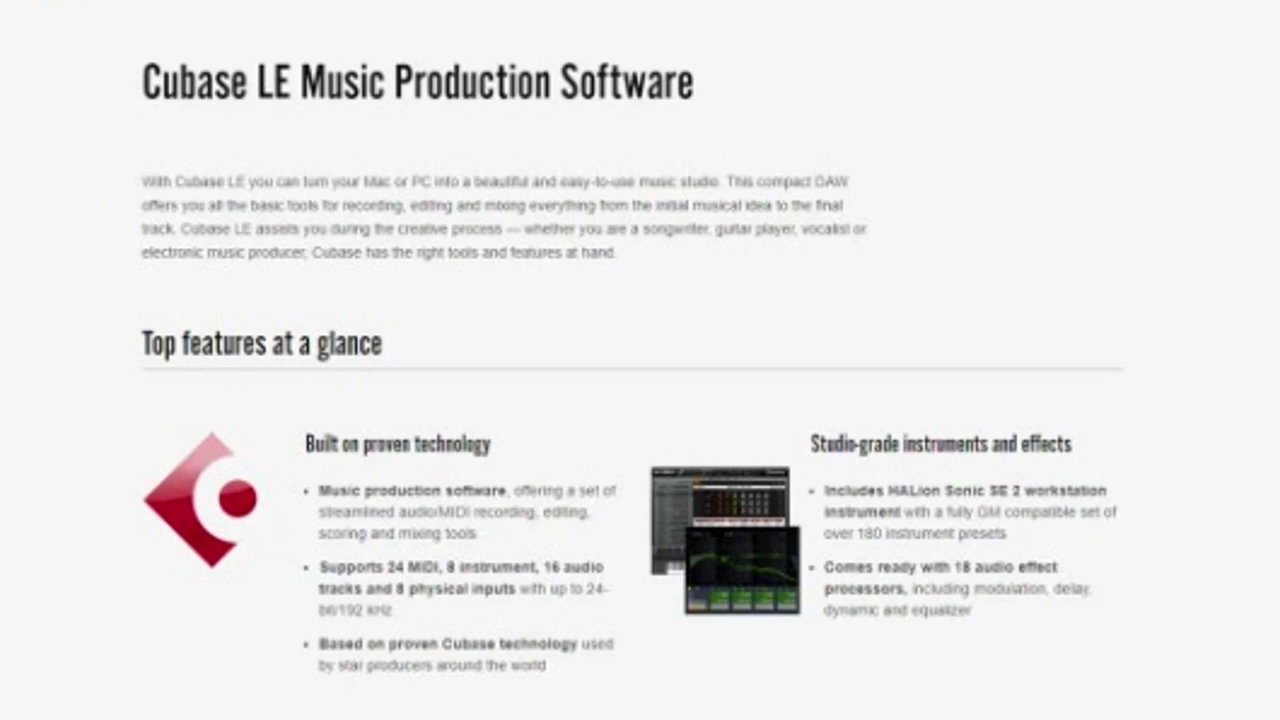 Cubase LE Music Production Software
With Cubase LE you can turn your Mac or PC into a beautiful and easy-to-use music studio. This compact DAW
offers you all the basic tools for recording, editing and mixing everything from the initial musical idea to the final
track. Cubase LE assists you during the creative process — whether you are a songwriter, guitar player, vocalist or
electronic music producer, Cubase has the right tools and features at hand.
Top features at a glance
Built on proven technology
• Music production software, offering a set of
streamlined audio/MIDI recording, editing,
scoring and mixing tools
• Supports 24 MIDI, 8 instrument, 16 audio
tracks and 8 physical inputs with up to 24-
bit/192 kHz
• Based on proven Cubase technology used
by star producers around the world
Studio-grade instruments and effects
• Includes HALion Sonic SE 2 workstation
instrument with a fully GM compatible set of
over 180 instrument presets
• Comes ready with 18 audio effect
processors, including modulation, delay,
dynamic and equalizer